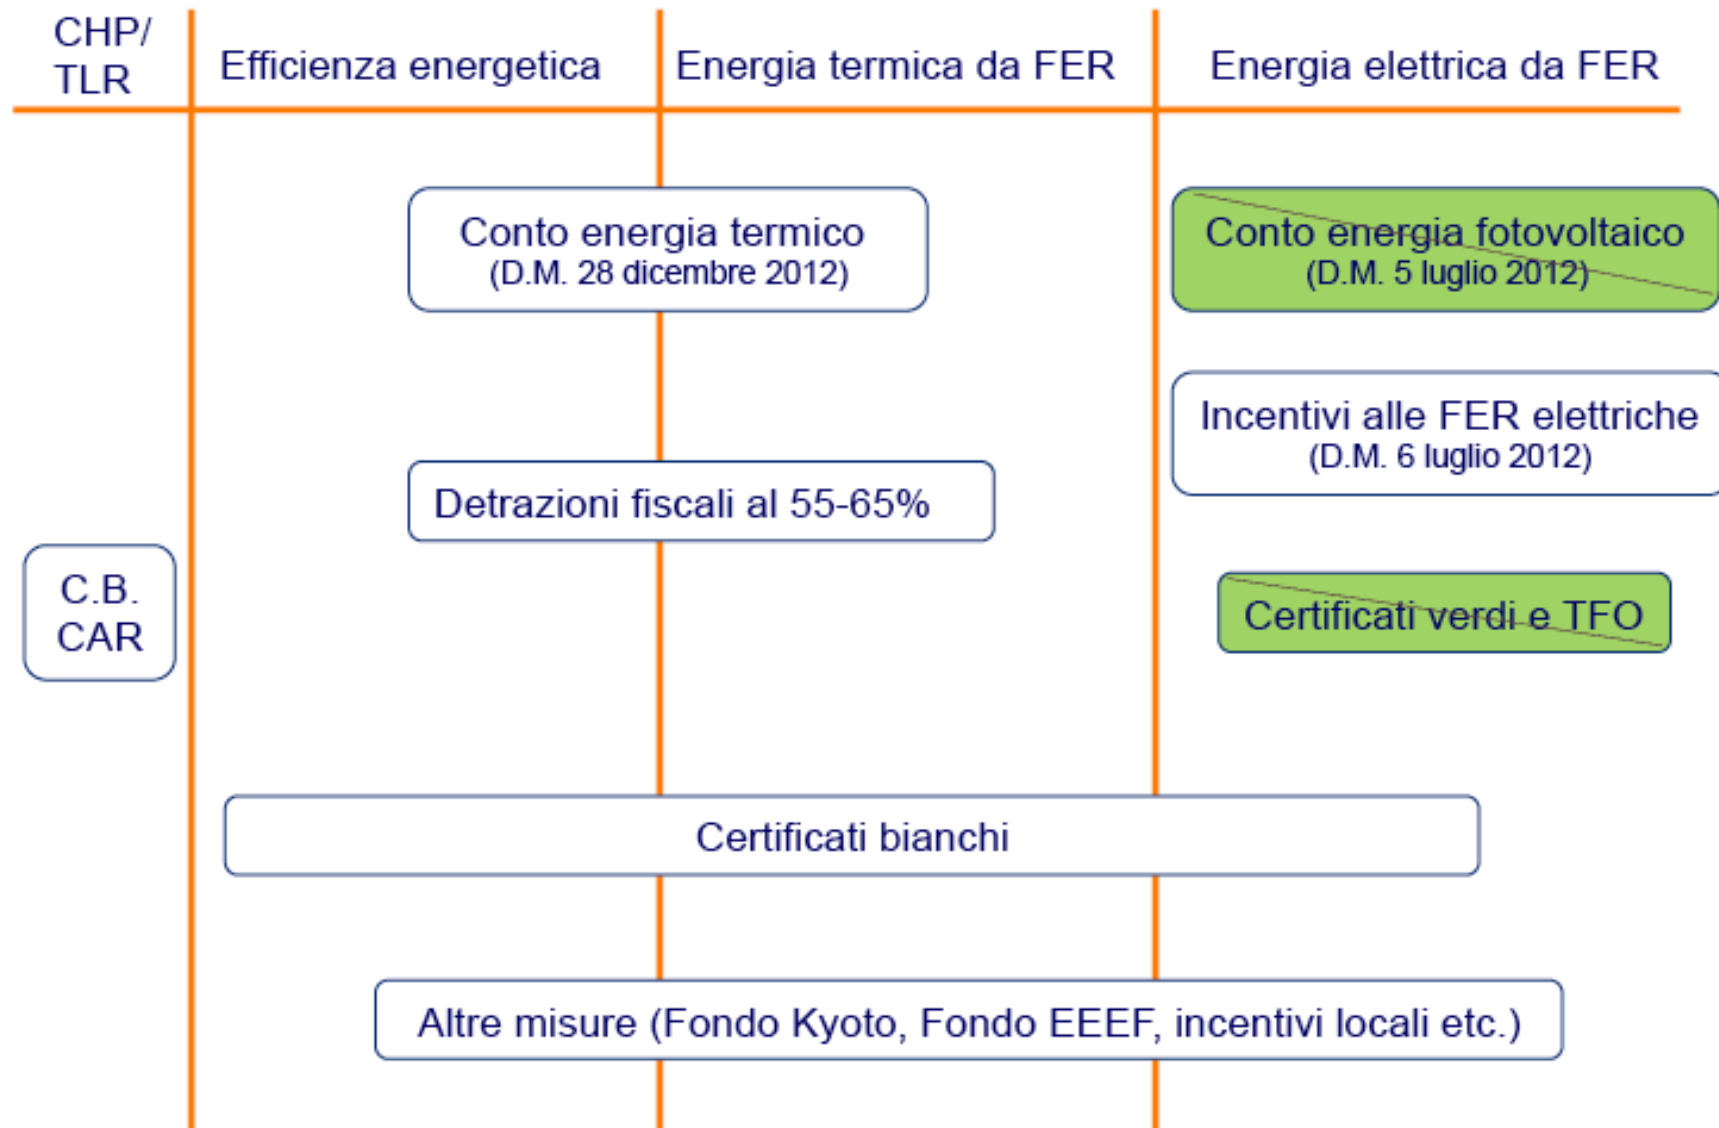 CHP/
TLR
Efficienza energetica
Energia termica da FER
Energia elettrica da FER
Conto energia termico
(D.M. 28 dicembre 2012)
Conto energia fotovoltaico
(D.M. 5 luglio 2012)
Incentivi alle FER elettriche
(D.M. 6 luglio 2012)
Detrazioni fiscali al 55-65%
C.B.
CAR
Certificati verdi e TFO
Certificati bianchi
Altre misure (Fondo Kyoto, Fondo EEEF, incentivi locali etc.)